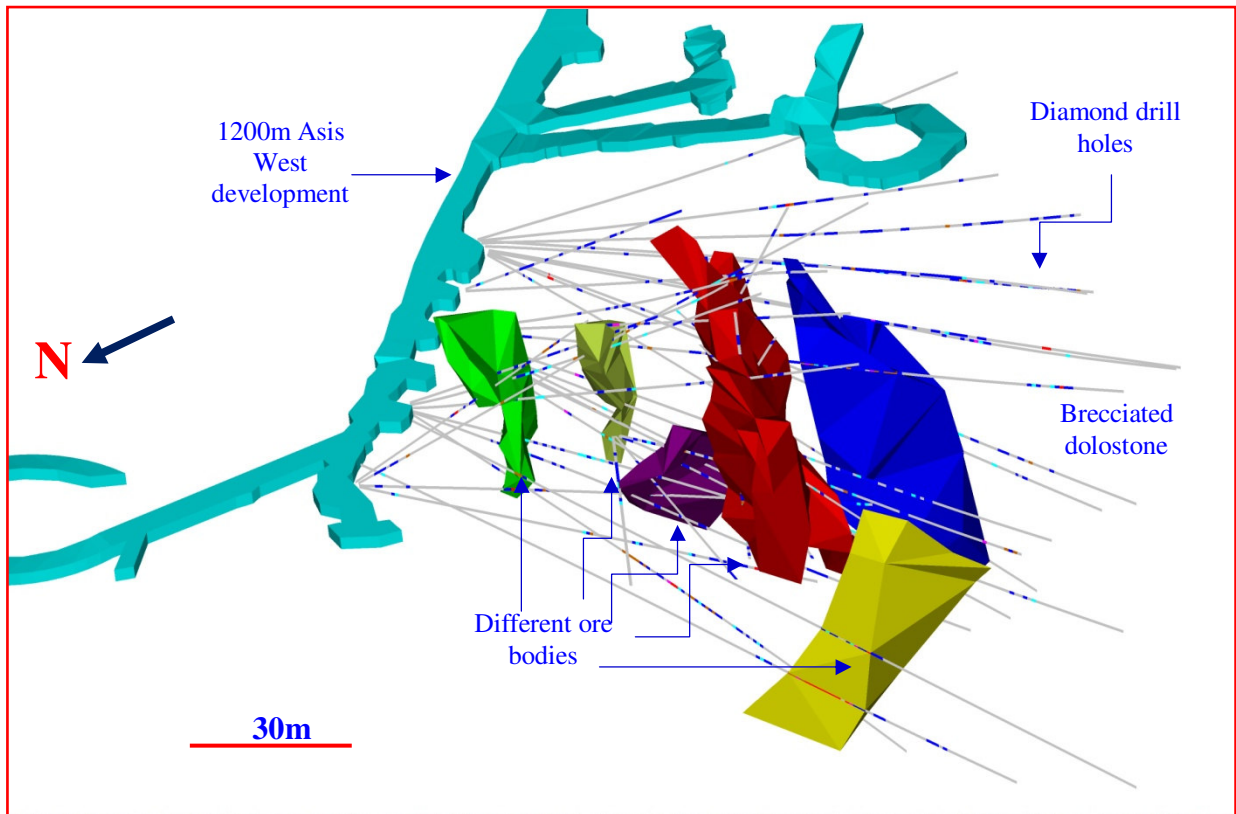 1200m Asis
West
development
Diamond drill
holes
N
Brecciated
dolostone
Different ore
bodies
30m